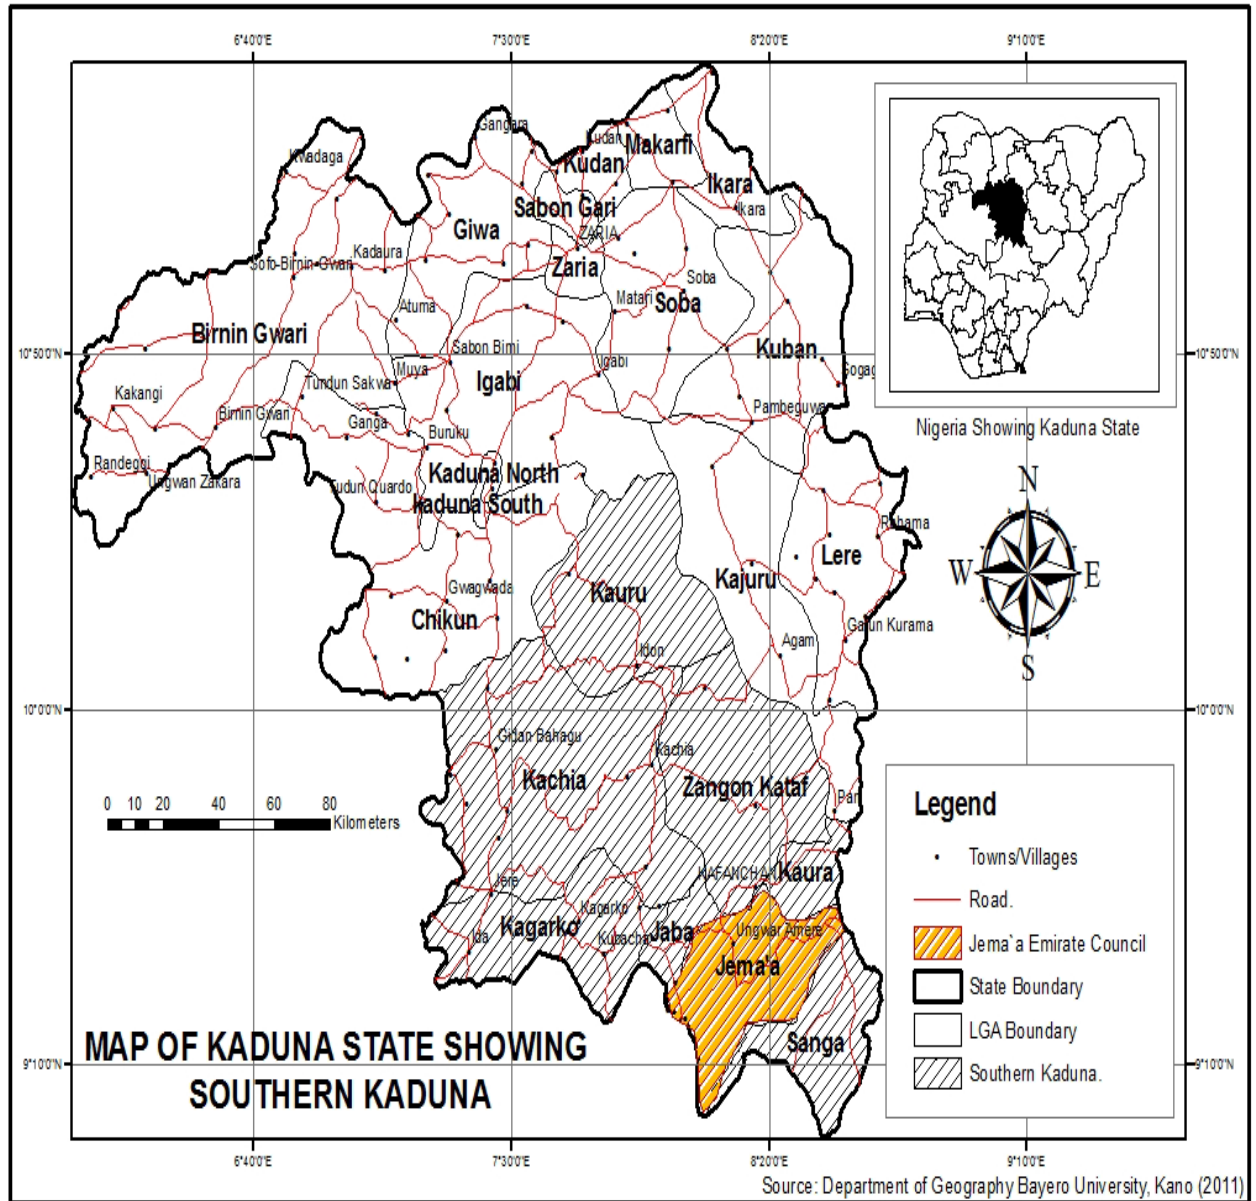 6°40'0"E 7°30'0"E 8°20'0"E 9°10'0"E
Gangara
Kudan
Makarfi
Kudan
Kwadaga
Ikara
Ikara
Sabon Gari
Giwa
ZARIA
Kadaura
Sofo-Birnin-Gwari
Zaria
Soba
Matari
Soba
Atuma
Birnin Gwari
Sabon Birni
Kuban
10°50'0"N
10°50'0"N
Igabi
Muya
Igabi
Tundun Sakwa
Kakangi
Birnin Gwari
Pambeguwa
Ganga
Buruku
Nigeria Showing Kaduna State
Randeggi
Ungwan Zakara
Kaduna North
Tudun Quardo
kaduna South
N
Rahama
Lere
W
E
Kajuru
Kauru
Gwagwada
Chikun
Garun Kurama
Agam
Idon
S
10°0'0"N
10°0'0"N
Gidan Bahagu
Kachia
Kachia
Zangon Kataf
0 10 20 40 60 80
Kilometers
Legend
Towns/Villages
Road.
Jema`a Emirate Council
State Boundary
LGA Boundary
Southern Kaduna.
KAFANCHAN
Kaura
Jere
Kagarko
Kagarko
Ida
Kubacha
Jaba
Ungwar Amere
Jema'a
Sanga
9°10'0"N
9°10'0"N
MAP OF KADUNA STATE SHOWING
SOUTHERN KADUNA
6°40'0"E 7°30'0"E 8°20'0"E 9°10'0"E
Source: Department of Geography Bayero University, Kano (2011)